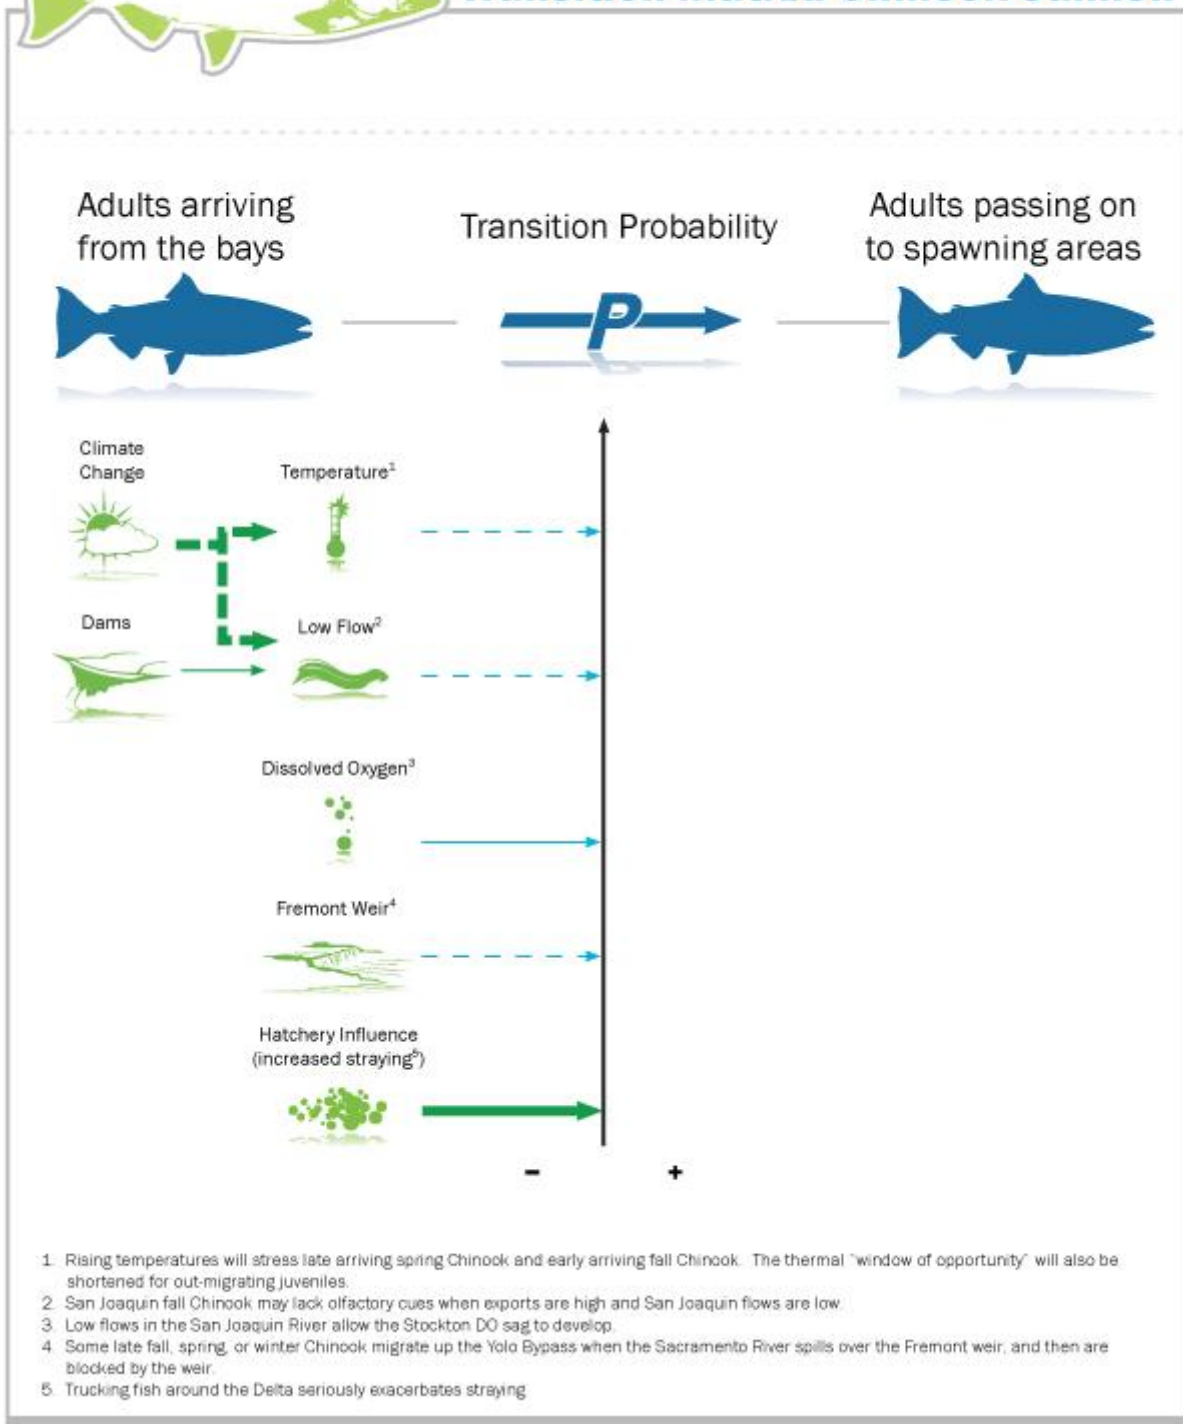 Adults arriving
from the bays
Transition Probability
Adults passing on
to spawning areas
P
Climate
Change
Temperature¹
Dams
Low Flow²
Dissolved Oxygen³
Fremont Weir⁴
Hatchery Influence
(increased straying⁵)
- +
1. Rising temperatures will stress late arriving spring Chinook and early arriving fall Chinook. The thermal "window of opportunity" will also be
shortened for out-migrating juveniles.
2. San Joaquin fall Chinook may lack olfactory cues when exports are high and San Joaquin flows are low.
3. Low flows in the San Joaquin River allow the Stockton DO sag to develop.
4. Some late fall, spring, or winter Chinook migrate up the Yolo Bypass when the Sacramento River spills over the Fremont weir, and then are
blocked by the weir.
5. Trucking fish around the Delta seriously exacerbates straying